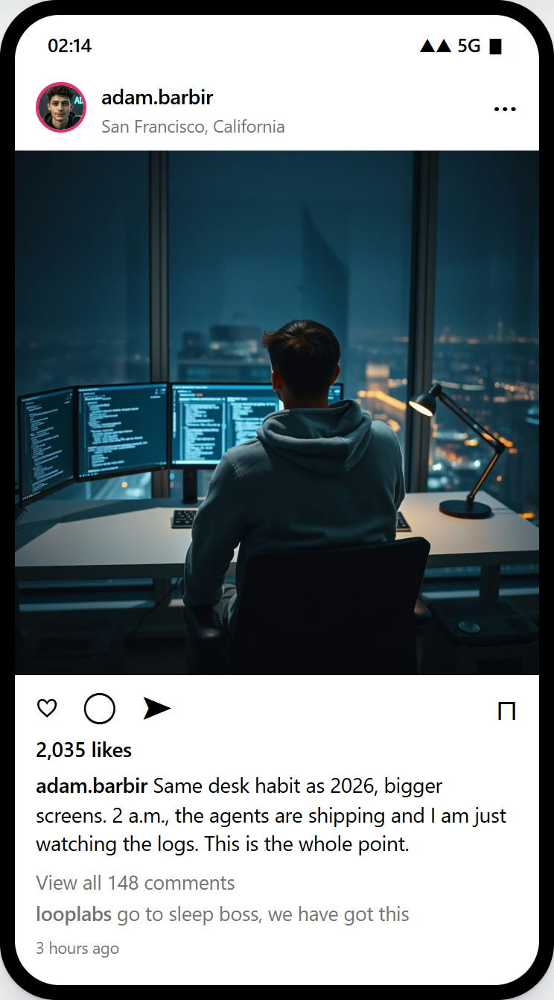 02:14 5G
adam.barbir
San Francisco, California
2,035 likes
adam.barbir Same desk habit as 2026, bigger
screens. 2 a.m., the agents are shipping and I am just
watching the logs. This is the whole point.
View all 148 comments
looplabs go to sleep boss, we have got this
3 hours ago